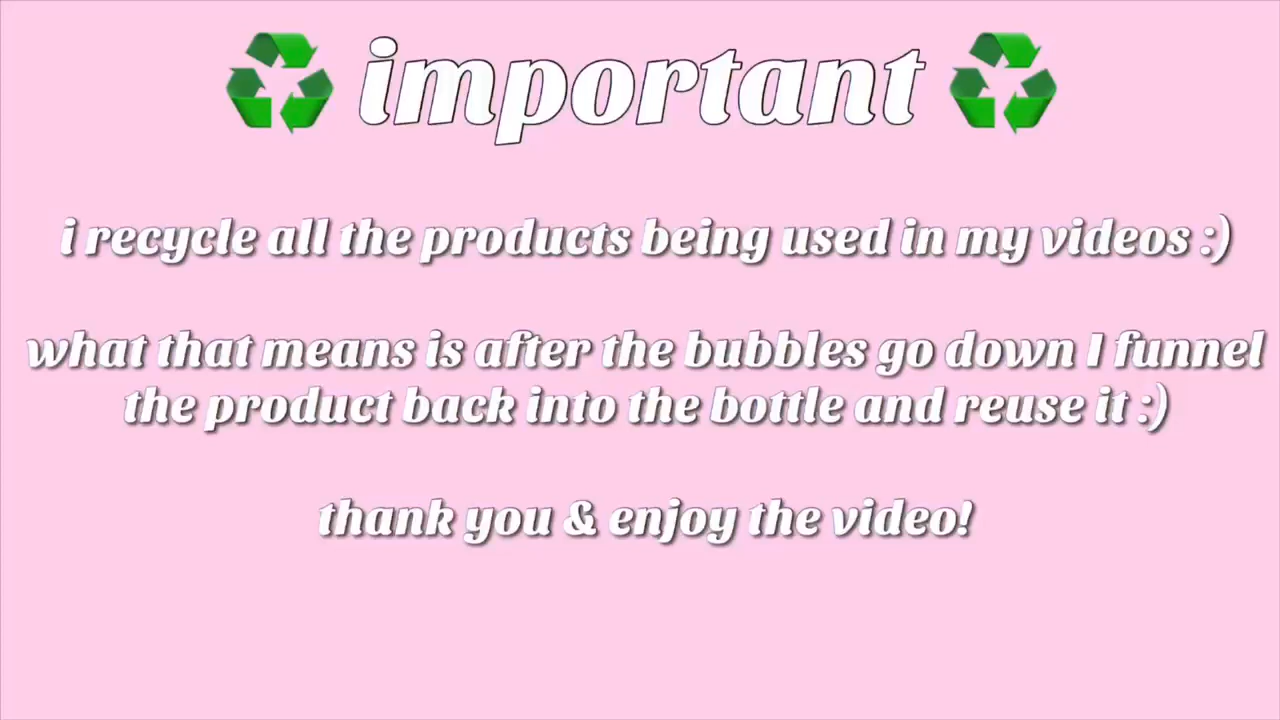 ♻️ important ♻️
i recycle all the products being used in my videos :)
what that means is after the bubbles go down I funnel
the product back into the bottle and reuse it :)
thank you & enjoy the video!